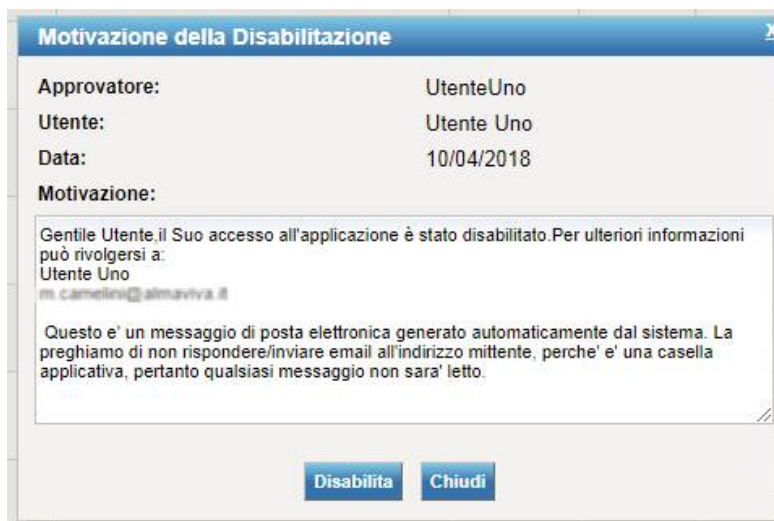 Motivazione della Disabilitazione X
Approvatore: UtenteUno
Utente: Utente Uno
Data: 10/04/2018
Motivazione:
Gentile Utente,il Suo accesso all'applicazione è stato disabilitato.Per ulteriori informazioni
può rivolgersi a:
Utente Uno
Questo e' un messaggio di posta elettronica generato automaticamente dal sistema. La
preghiamo di non rispondere/inviare email all'indirizzo mittente, perche' e' una casella
applicativa, pertanto qualsiasi messaggio non sara' letto.
Disabilita Chiudi